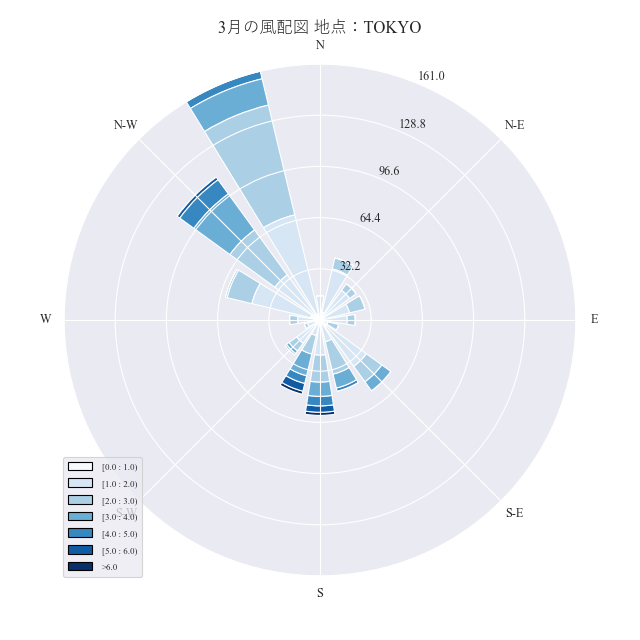 3月の風配図 地点：TOKYO
N
161.0
N-W
N-E
128.8
96.6
64.4
32.2
W
E
[0.0 : 1.0)
[1.0 : 2.0)
[2.0 : 3.0)
[3.0 : 4.0)
[4.0 : 5.0)
[5.0 : 6.0)
>6.0
S-W
S-E
S